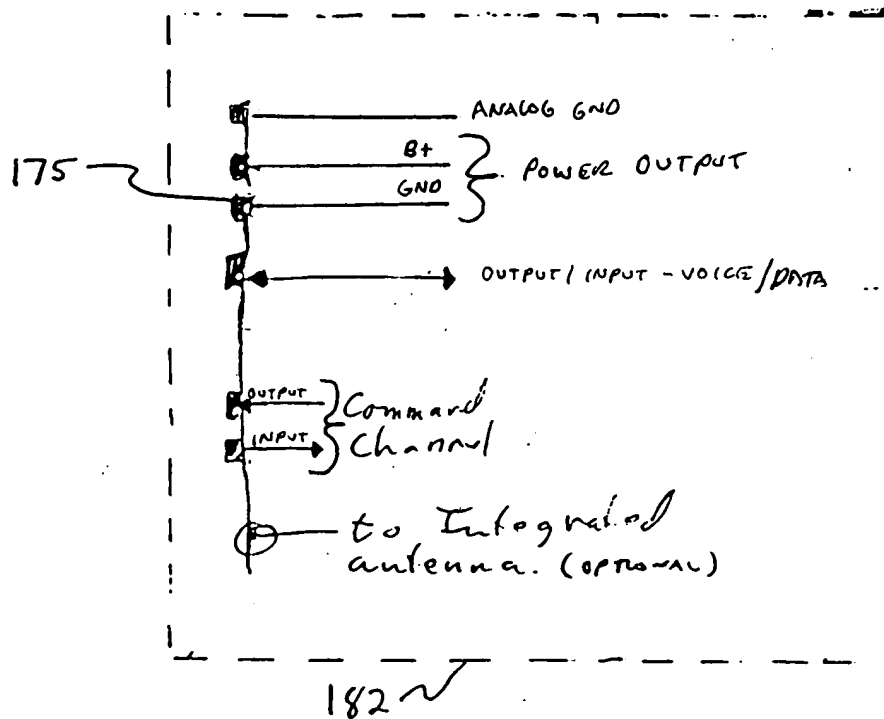 ANALOG GND
B+
175
POWER OUTPUT
GND
OUTPUT/INPUT - VOICE/DATA
OUTPUT
Command
INPUT
Channel
to Integrated
antenna. (OPTIONAL)
182